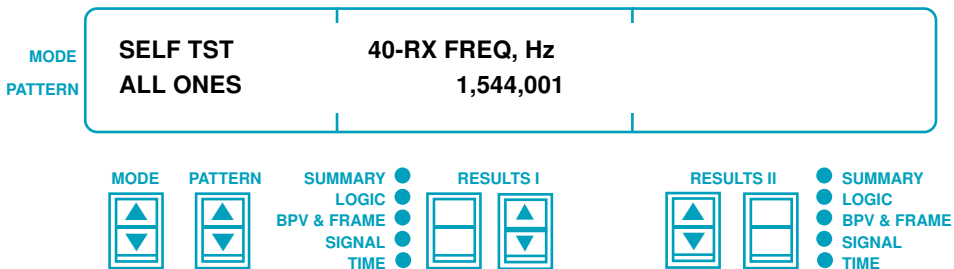 MODE SELF TST 40-RX FREQ, Hz
PATTERN ALL ONES 1,544,001
MODE PATTERN SUMMARY RESULTS I RESULTS II SUMMARY
LOGIC LOGIC
BPV & FRAME BPV & FRAME
SIGNAL SIGNAL
TIME TIME